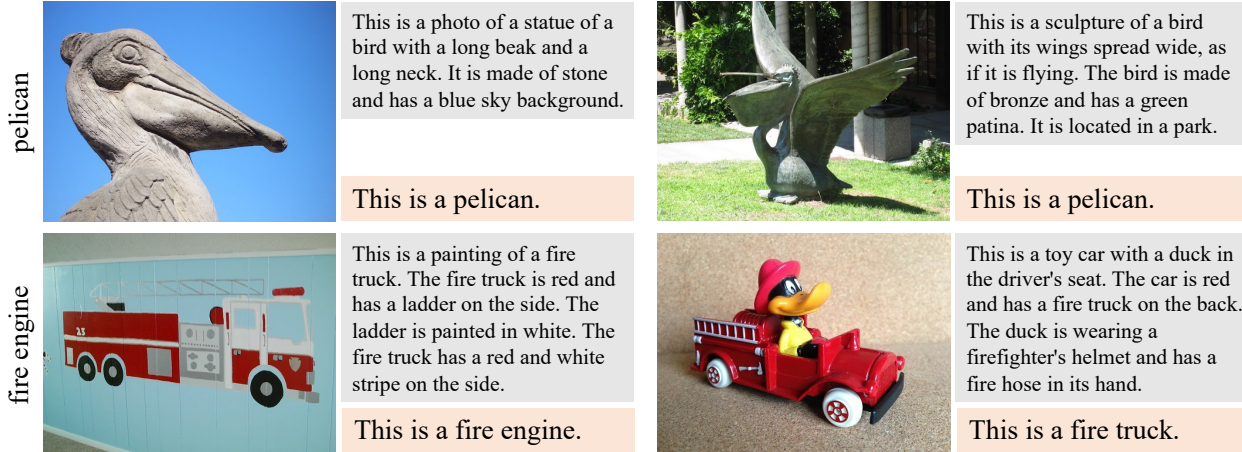 pelican
This is a photo of a statue of a
bird with a long beak and a
long neck. It is made of stone
and has a blue sky background.
This is a pelican.
This is a sculpture of a bird
with its wings spread wide, as
if it is flying. The bird is made
of bronze and has a green
patina. It is located in a park.
This is a pelican.
fire engine
23
This is a painting of a fire
truck. The fire truck is red and
has a ladder on the side. The
ladder is painted in white. The
fire truck has a red and white
stripe on the side.
This is a fire engine.
This is a toy car with a duck in
the driver's seat. The car is red
and has a fire truck on the back.
The duck is wearing a
firefighter's helmet and has a
fire hose in its hand.
This is a fire truck.